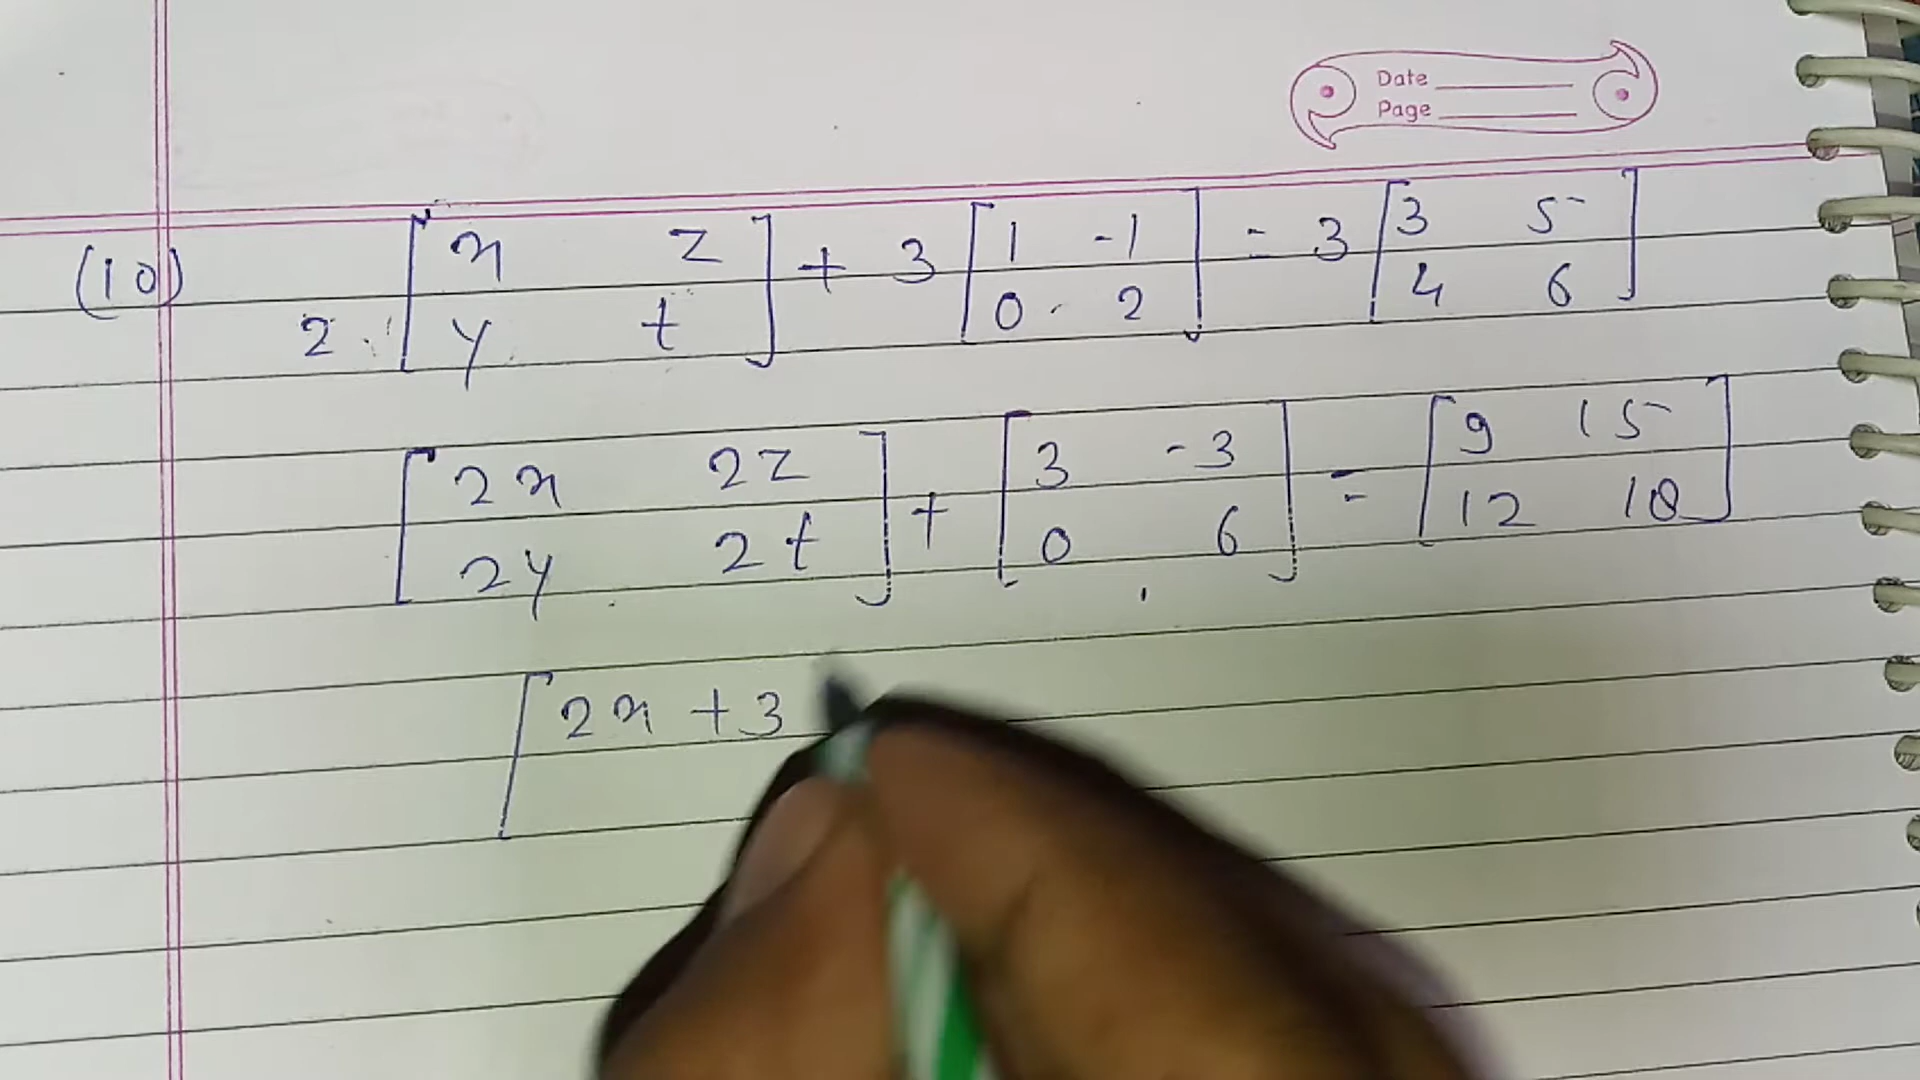 Date
Page
(10) 2 [x z; y t] + 3 [1 -1; 0 2] = 3 [3 5; 4 6]
[2x 2z; 2y 2t] + [3 -3; 0 6] = [9 15; 12 18]
[2x + 3